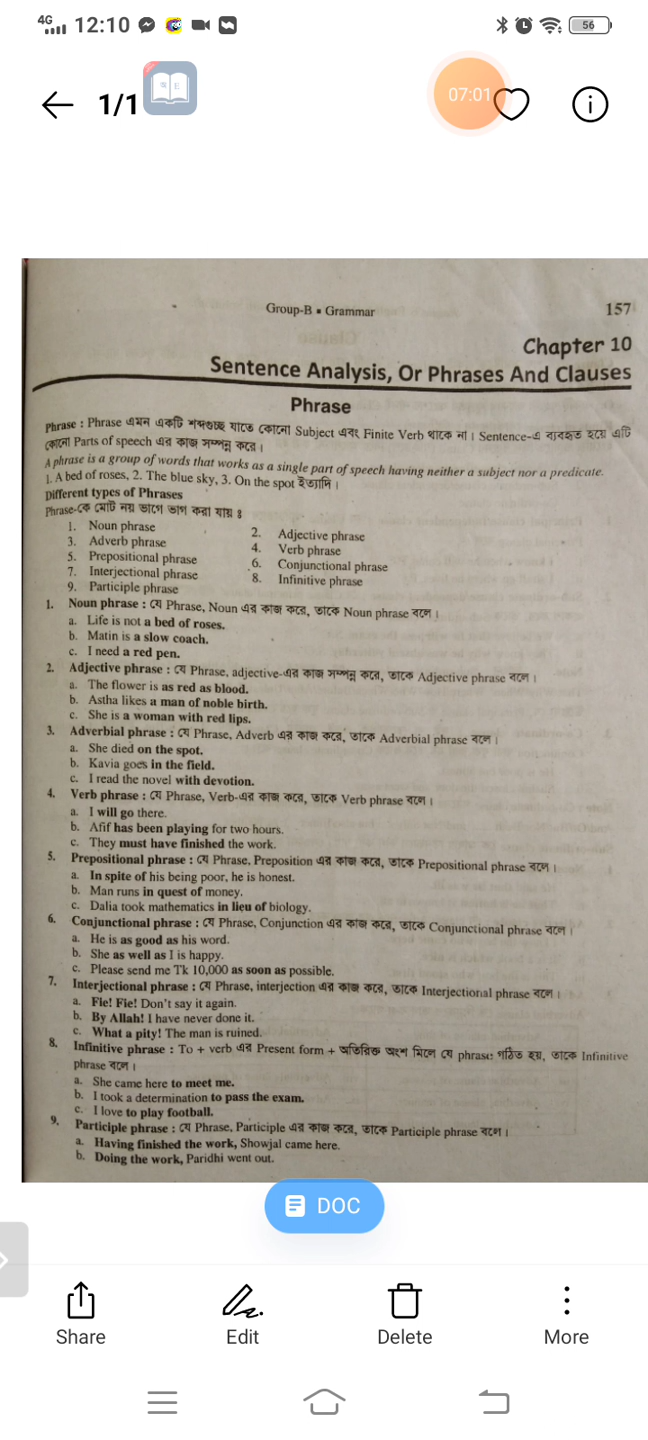 4G 12:10 56
1/1
07:01
Group-B ▪ Grammar 157
Chapter 10
Sentence Analysis, Or Phrases And Clauses
Phrase
Phrase : Phrase এমন একটি শব্দগুচ্ছ যাতে কোনো Subject এবং Finite Verb থাকে না। Sentence-এ ব্যবহৃত হয়ে এটি
কোনো Parts of speech এর কাজ সম্পন্ন করে।
A phrase is a group of words that works as a single part of speech having neither a subject nor a predicate.
1. A bed of roses, 2. The blue sky, 3. On the spot ইত্যাদি।
Different types of Phrases
Phrase-কে মোট নয় ভাগে ভাগ করা যায় ঃ
1. Noun phrase 2. Adjective phrase
3. Adverb phrase 4. Verb phrase
5. Prepositional phrase 6. Conjunctional phrase
7. Interjectional phrase 8. Infinitive phrase
9. Participle phrase
1. Noun phrase : যে Phrase, Noun এর কাজ করে, তাকে Noun phrase বলে।
a. Life is not a bed of roses.
b. Matin is a slow coach.
c. I need a red pen.
2. Adjective phrase : যে Phrase, adjective-এর কাজ সম্পন্ন করে, তাকে Adjective phrase বলে।
a. The flower is as red as blood.
b. Astha likes a man of noble birth.
c. She is a woman with red lips.
3. Adverbial phrase : যে Phrase, Adverb এর কাজ করে, তাকে Adverbial phrase বলে।
a. She died on the spot.
b. Kavia goes in the field.
c. I read the novel with devotion.
4. Verb phrase : যে Phrase, Verb-এর কাজ করে, তাকে Verb phrase বলে।
a. I will go there.
b. Afif has been playing for two hours.
c. They must have finished the work.
5. Prepositional phrase : যে Phrase, Preposition এর কাজ করে, তাকে Prepositional phrase বলে।
a. In spite of his being poor, he is honest.
b. Man runs in quest of money.
c. Dalia took mathematics in lieu of biology.
6. Conjunctional phrase : যে Phrase, Conjunction এর কাজ করে, তাকে Conjunctional phrase বলে।
a. He is as good as his word.
b. She as well as I is happy.
c. Please send me Tk 10,000 as soon as possible.
7. Interjectional phrase : যে Phrase, interjection এর কাজ করে, তাকে Interjectional phrase বলে।
a. Fie! Fie! Don't say it again.
b. By Allah! I have never done it.
c. What a pity! The man is ruined.
8. Infinitive phrase : To + verb এর Present form + অতিরিক্ত অংশ মিলে যে phrase গঠিত হয়, তাকে Infinitive
phrase বলে।
a. She came here to meet me.
b. I took a determination to pass the exam.
c. I love to play football.
9. Participle phrase : যে Phrase, Participle এর কাজ করে, তাকে Participle phrase বলে।
a. Having finished the work, Showjal came here.
b. Doing the work, Paridhi went out.
DOC
Share Edit Delete More